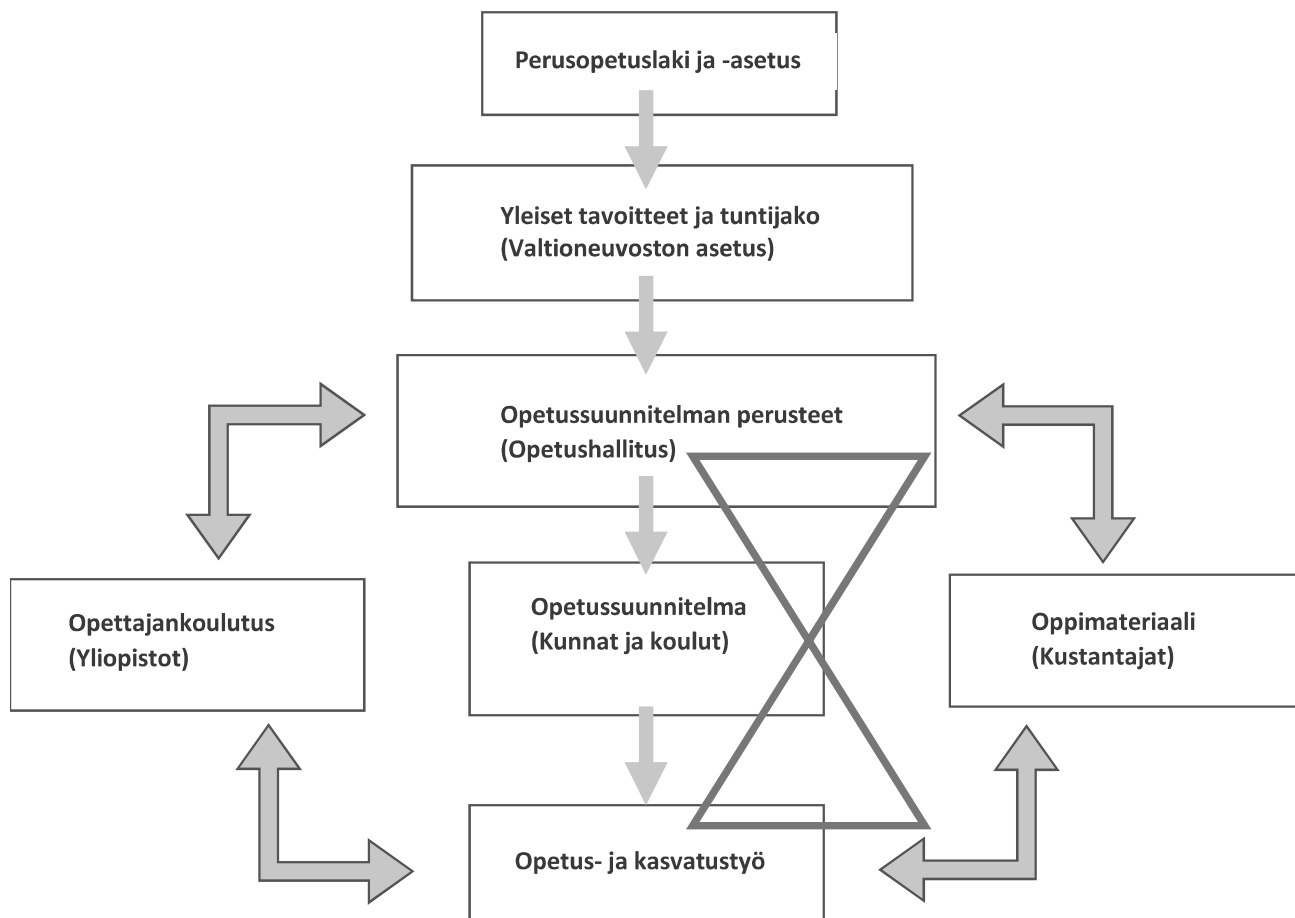 Perusopetuslaki ja -asetus
Yleiset tavoitteet ja tuntijako
(Valtioneuvoston asetus)
Opetussuunnitelman perusteet
(Opetushallitus)
Opettajankoulutus
(Yliopistot)
Opetussuunnitelma
(Kunnat ja koulut)
Oppimateriaali
(Kustantajat)
Opetus- ja kasvatustyö